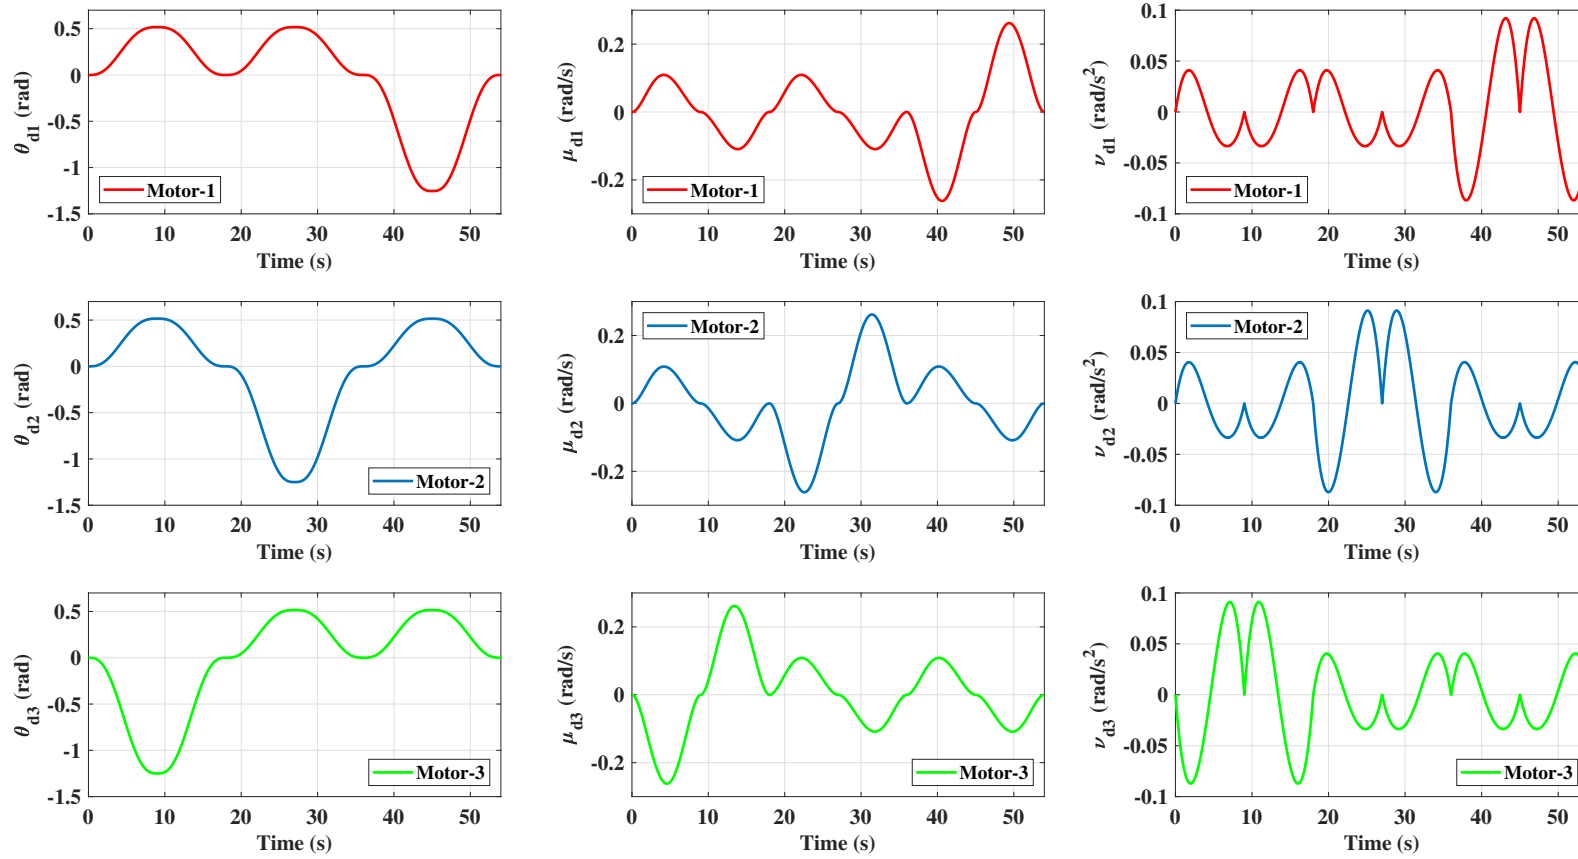 0.5
0
-0.5
-1
-1.5
0 10 20 30 40 50
θd1 (rad)
Time (s)
Motor-1
0.2
0
-0.2
0 10 20 30 40 50
μd1 (rad/s)
Time (s)
Motor-1
0.1
0.05
0
-0.05
-0.1
0 10 20 30 40 50
νd1 (rad/s²)
Time (s)
Motor-1
0.5
0
-0.5
-1
-1.5
0 10 20 30 40 50
θd2 (rad)
Time (s)
Motor-2
0.2
0
-0.2
0 10 20 30 40 50
μd2 (rad/s)
Time (s)
Motor-2
0.1
0.05
0
-0.05
-0.1
0 10 20 30 40 50
νd2 (rad/s²)
Time (s)
Motor-2
0.5
0
-0.5
-1
-1.5
0 10 20 30 40 50
θd3 (rad)
Time (s)
Motor-3
0.2
0
-0.2
0 10 20 30 40 50
μd3 (rad/s)
Time (s)
Motor-3
0.1
0.05
0
-0.05
-0.1
0 10 20 30 40 50
νd3 (rad/s²)
Time (s)
Motor-3